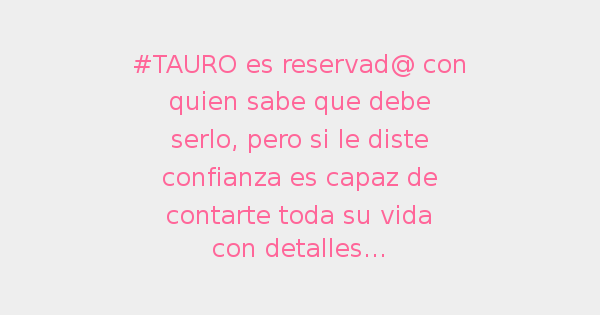 #TAURO es reservad@ con
quien sabe que debe
serlo, pero si le diste
confianza es capaz de
contarte toda su vida
con detalles...